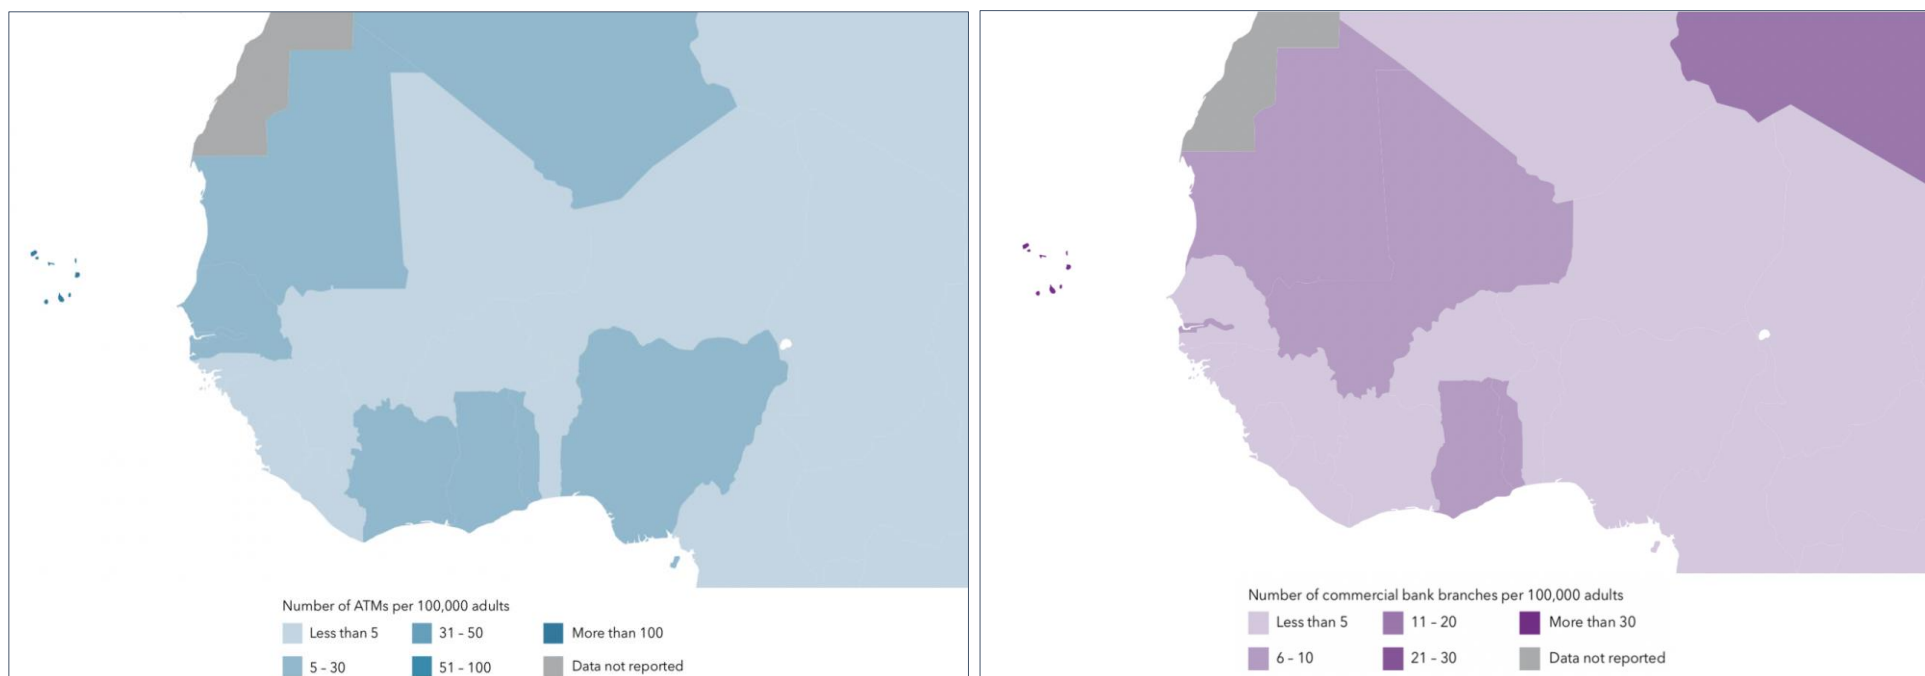 Number of ATMs per 100,000 adults
Less than 5
31 – 50
More than 100
5 – 30
51 – 100
Data not reported
Number of commercial bank branches per 100,000 adults
Less than 5
11 – 20
More than 30
6 – 10
21 – 30
Data not reported